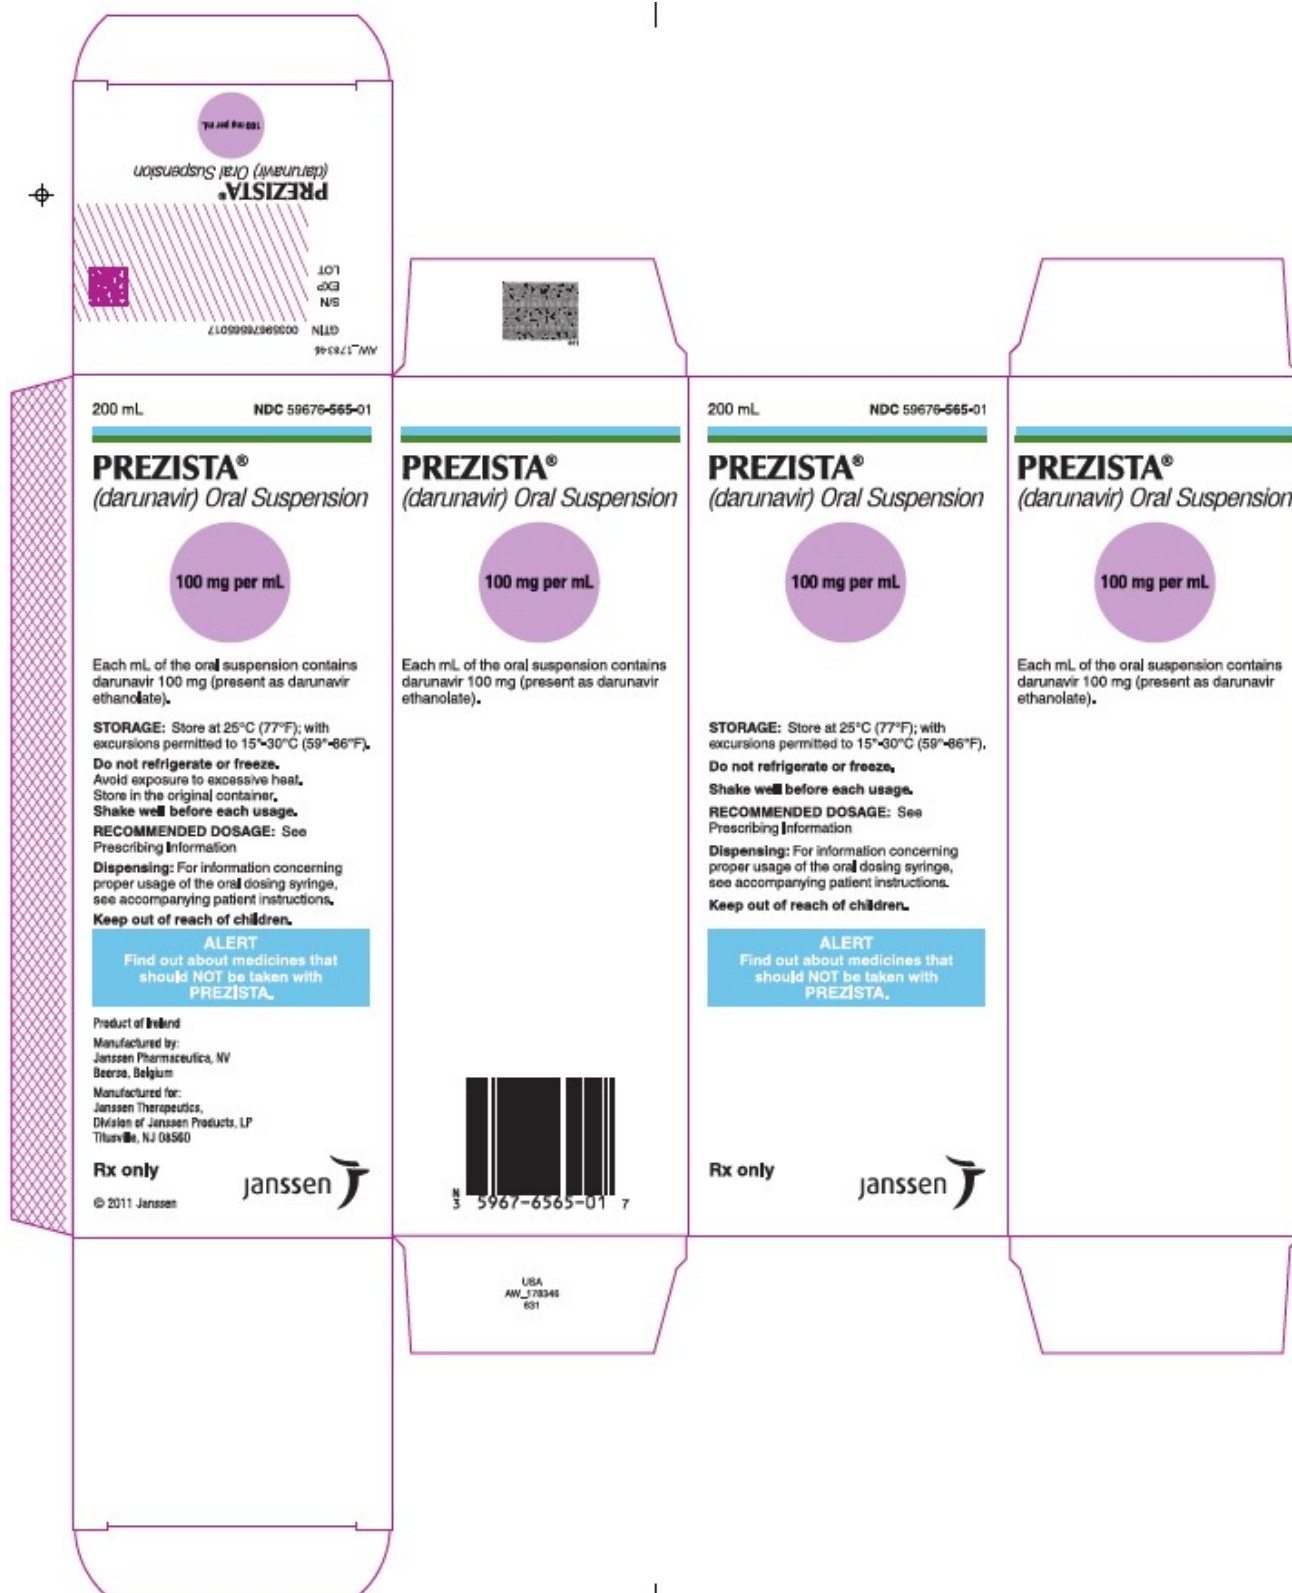 100 mg per mL
(darunavir) Oral Suspension
PREZISTA®
LOT
EXP
S/N
GTIN 00359676565017
AW_178346
200 mL NDC 59676-565-01
PREZISTA®
(darunavir) Oral Suspension
100 mg per mL
Each mL of the oral suspension contains
darunavir 100 mg (present as darunavir
ethanolate).
STORAGE: Store at 25°C (77°F); with
excursions permitted to 15°-30°C (59°-86°F).
Do not refrigerate or freeze.
Avoid exposure to excessive heat.
Store in the original container.
Shake well before each usage.
RECOMMENDED DOSAGE: See
Prescribing Information
Dispensing: For information concerning
proper usage of the oral dosing syringe,
see accompanying patient instructions.
Keep out of reach of children.
ALERT
Find out about medicines that
should NOT be taken with
PREZISTA.
Product of Ireland
Manufactured by:
Janssen Pharmaceutica, NV
Beerse, Belgium
Manufactured for:
Janssen Therapeutics,
Division of Janssen Products, LP
Titusville, NJ 08560
Rx only
janssen
© 2011 Janssen
PREZISTA®
(darunavir) Oral Suspension
100 mg per mL
Each mL of the oral suspension contains
darunavir 100 mg (present as darunavir
ethanolate).
N
3 5967-6565-01 7
USA
AW_178346
631
200 mL NDC 59676-565-01
PREZISTA®
(darunavir) Oral Suspension
100 mg per mL
STORAGE: Store at 25°C (77°F); with
excursions permitted to 15°-30°C (59°-86°F).
Do not refrigerate or freeze.
Shake well before each usage.
RECOMMENDED DOSAGE: See
Prescribing Information
Dispensing: For information concerning
proper usage of the oral dosing syringe,
see accompanying patient instructions.
Keep out of reach of children.
ALERT
Find out about medicines that
should NOT be taken with
PREZISTA.
Rx only
janssen
PREZISTA®
(darunavir) Oral Suspension
100 mg per mL
Each mL of the oral suspension contains
darunavir 100 mg (present as darunavir
ethanolate).